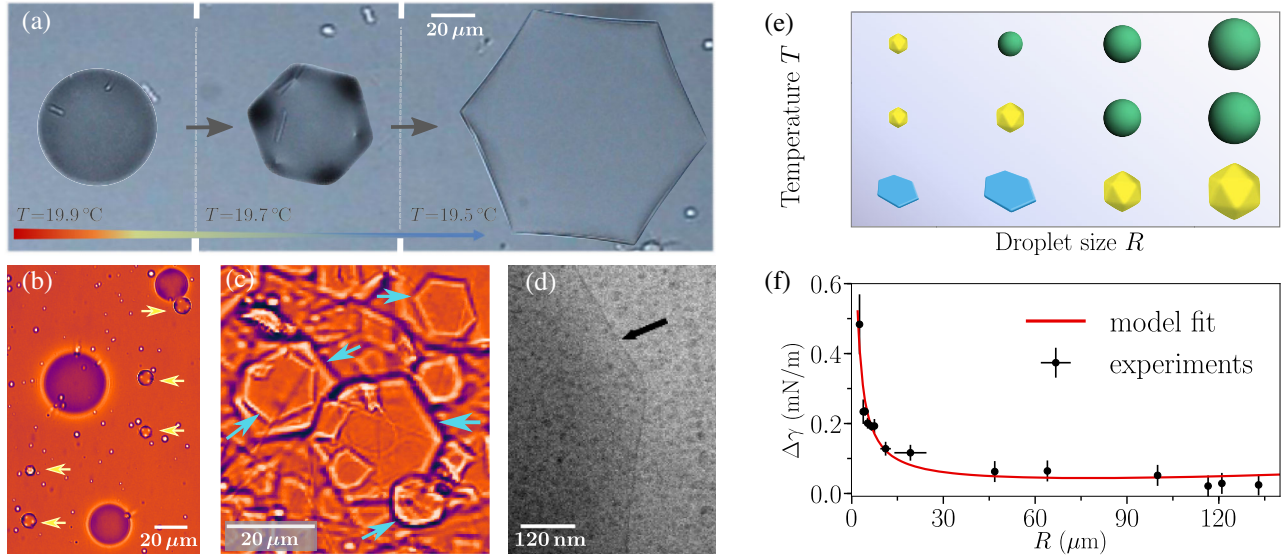 (a)
20 μm
T=19.9 °C
T=19.7 °C
T=19.5 °C
(b)
20 μm
(c)
20 μm
(d)
120 nm
(e)
Temperature T
Droplet size R
(f)
Δγ (mN/m)
0.6
0.4
0.2
0.0
model fit
experiments
0
30
60
90
120
R (μm)